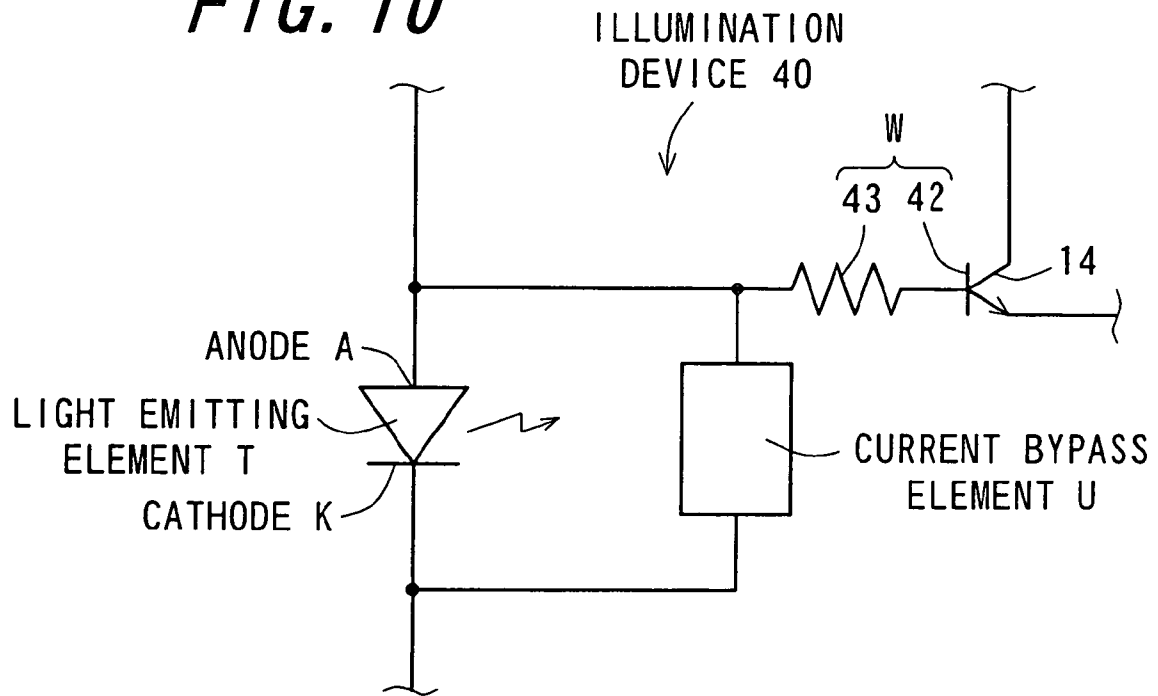 FIG. 10
ILLUMINATION
DEVICE 40
W
43 42
14
ANODE A
LIGHT EMITTING
ELEMENT T
CATHODE K
CURRENT BYPASS
ELEMENT U